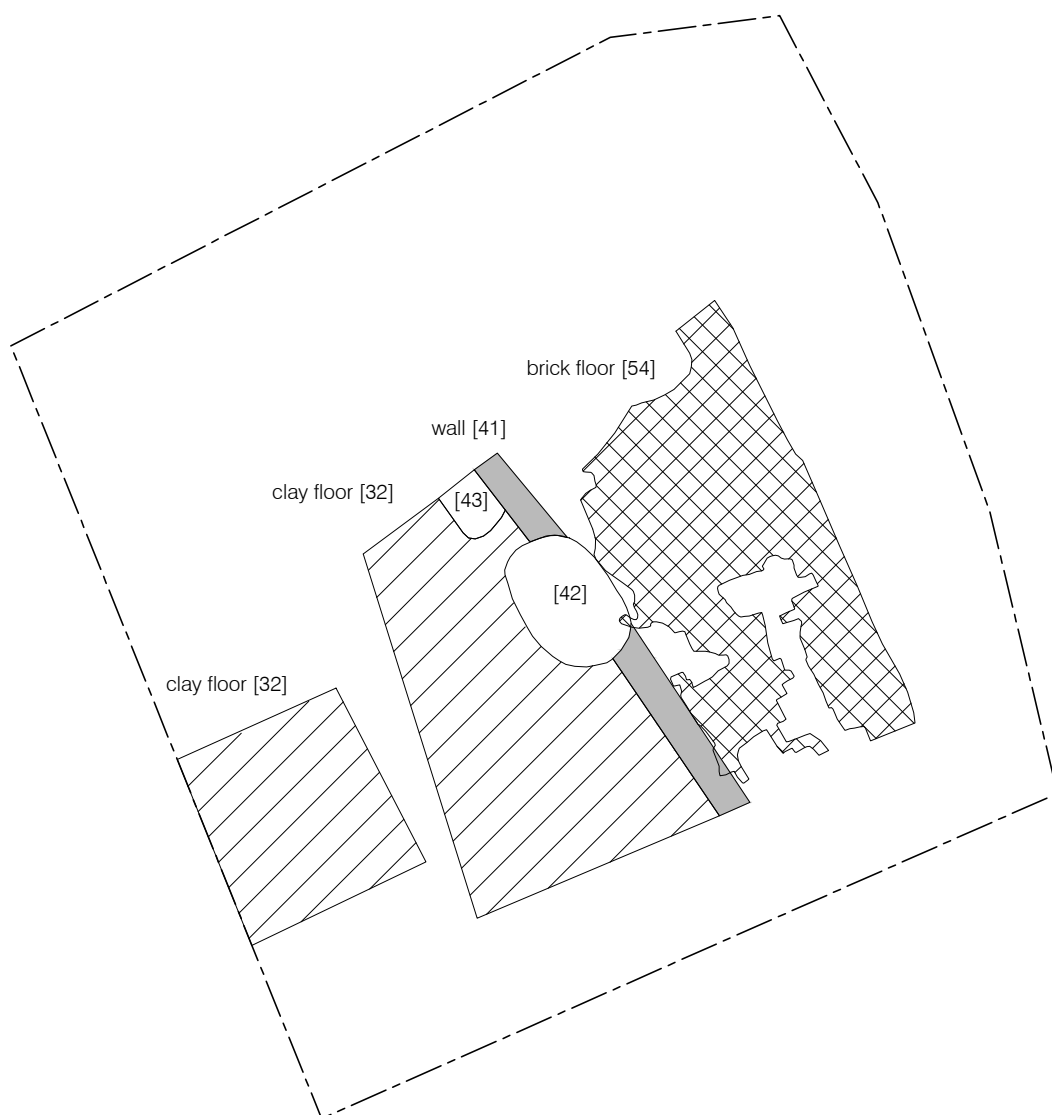 brick floor [54]
wall [41]
clay floor [32]
[43]
[42]
clay floor [32]